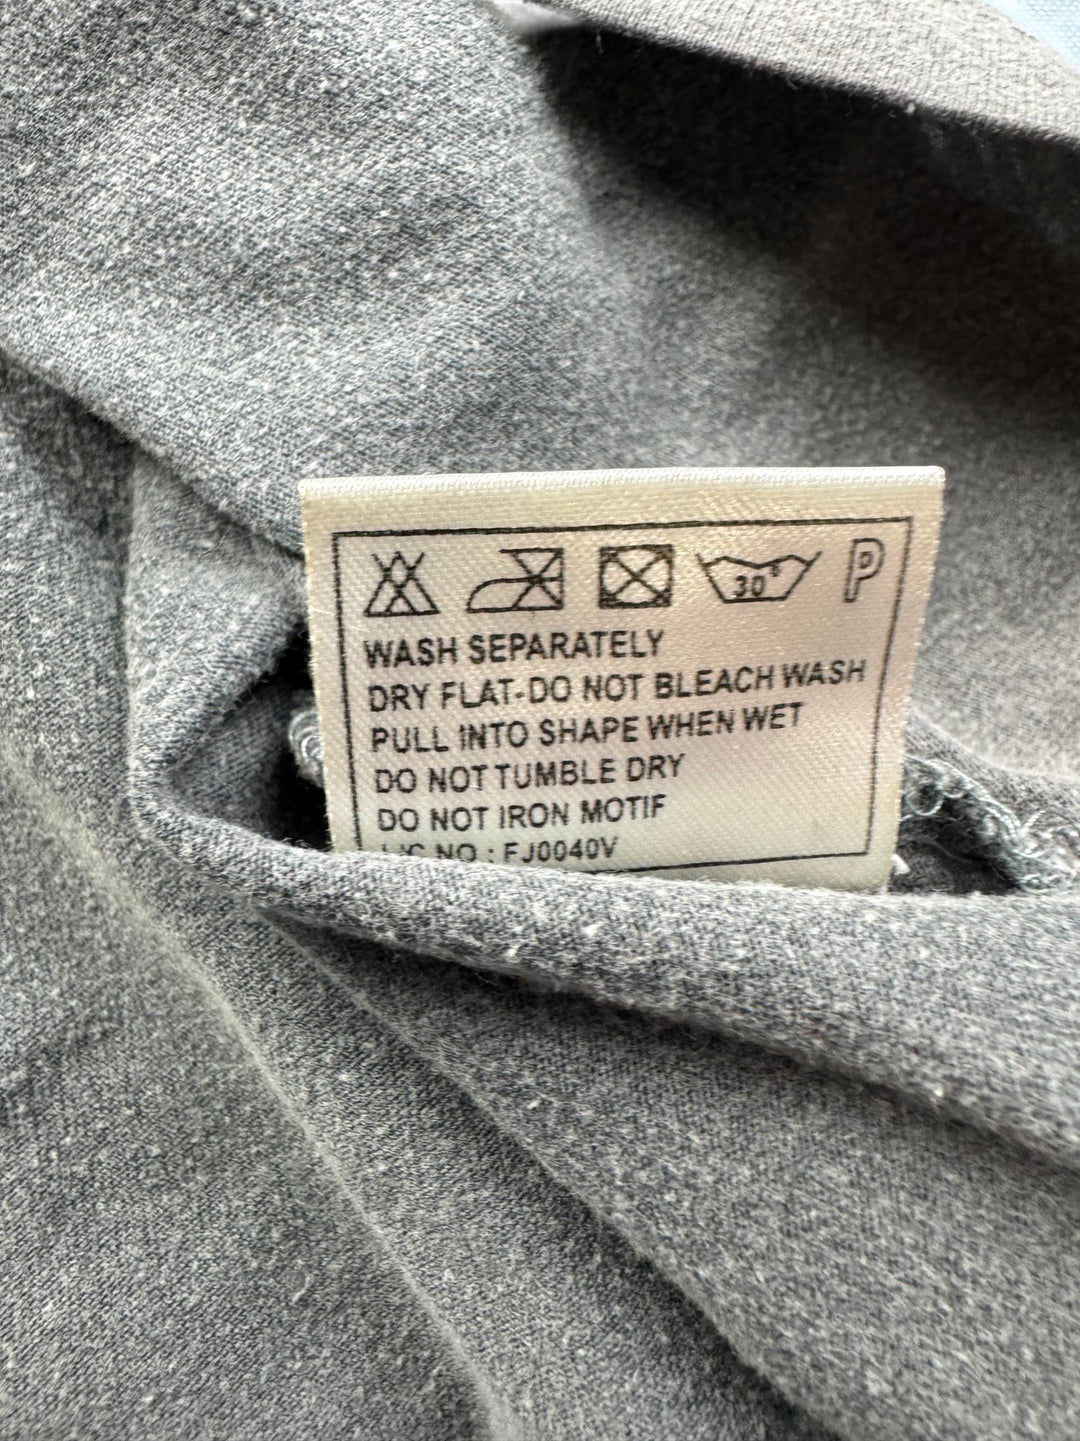 30° P
WASH SEPARATELY
DRY FLAT-DO NOT BLEACH WASH
PULL INTO SHAPE WHEN WET
DO NOT TUMBLE DRY
DO NOT IRON MOTIF
NO : FJ0040V